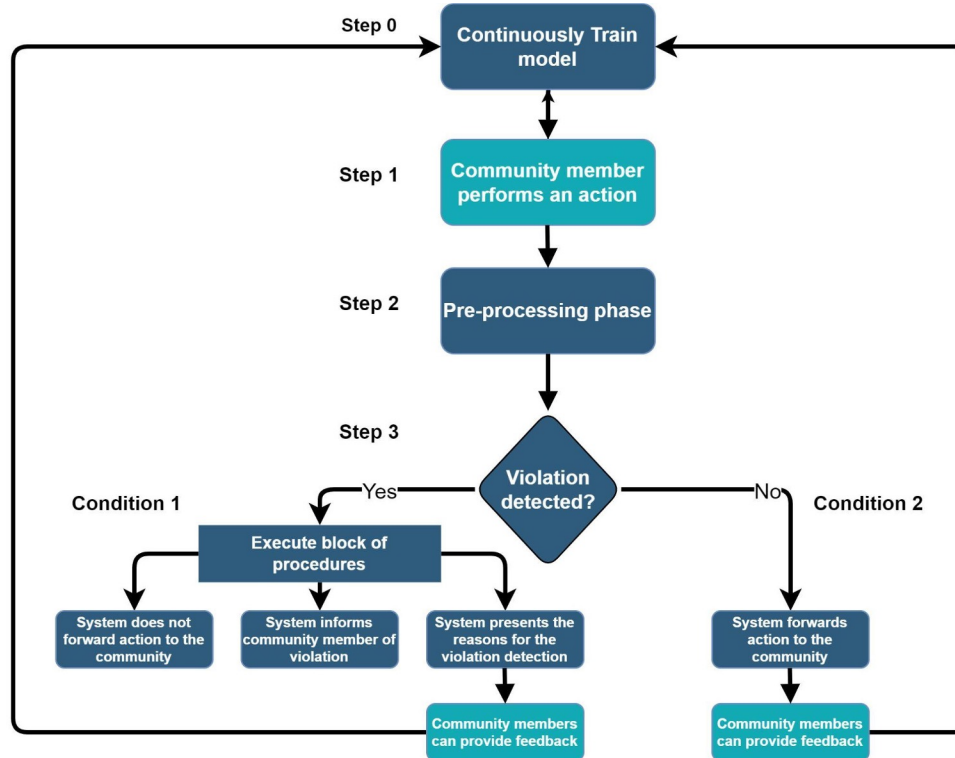 Step 0
Continuously Train
model
Step 1
Community member
performs an action
Step 2
Pre-processing phase
Step 3
Violation
detected?
Yes
No
Condition 1
Condition 2
Execute block of
procedures
System does not
forward action to the
community
System informs
community member of
violation
System presents the
reasons for the
violation detection
System forwards
action to the
community
Community members
can provide feedback
Community members
can provide feedback